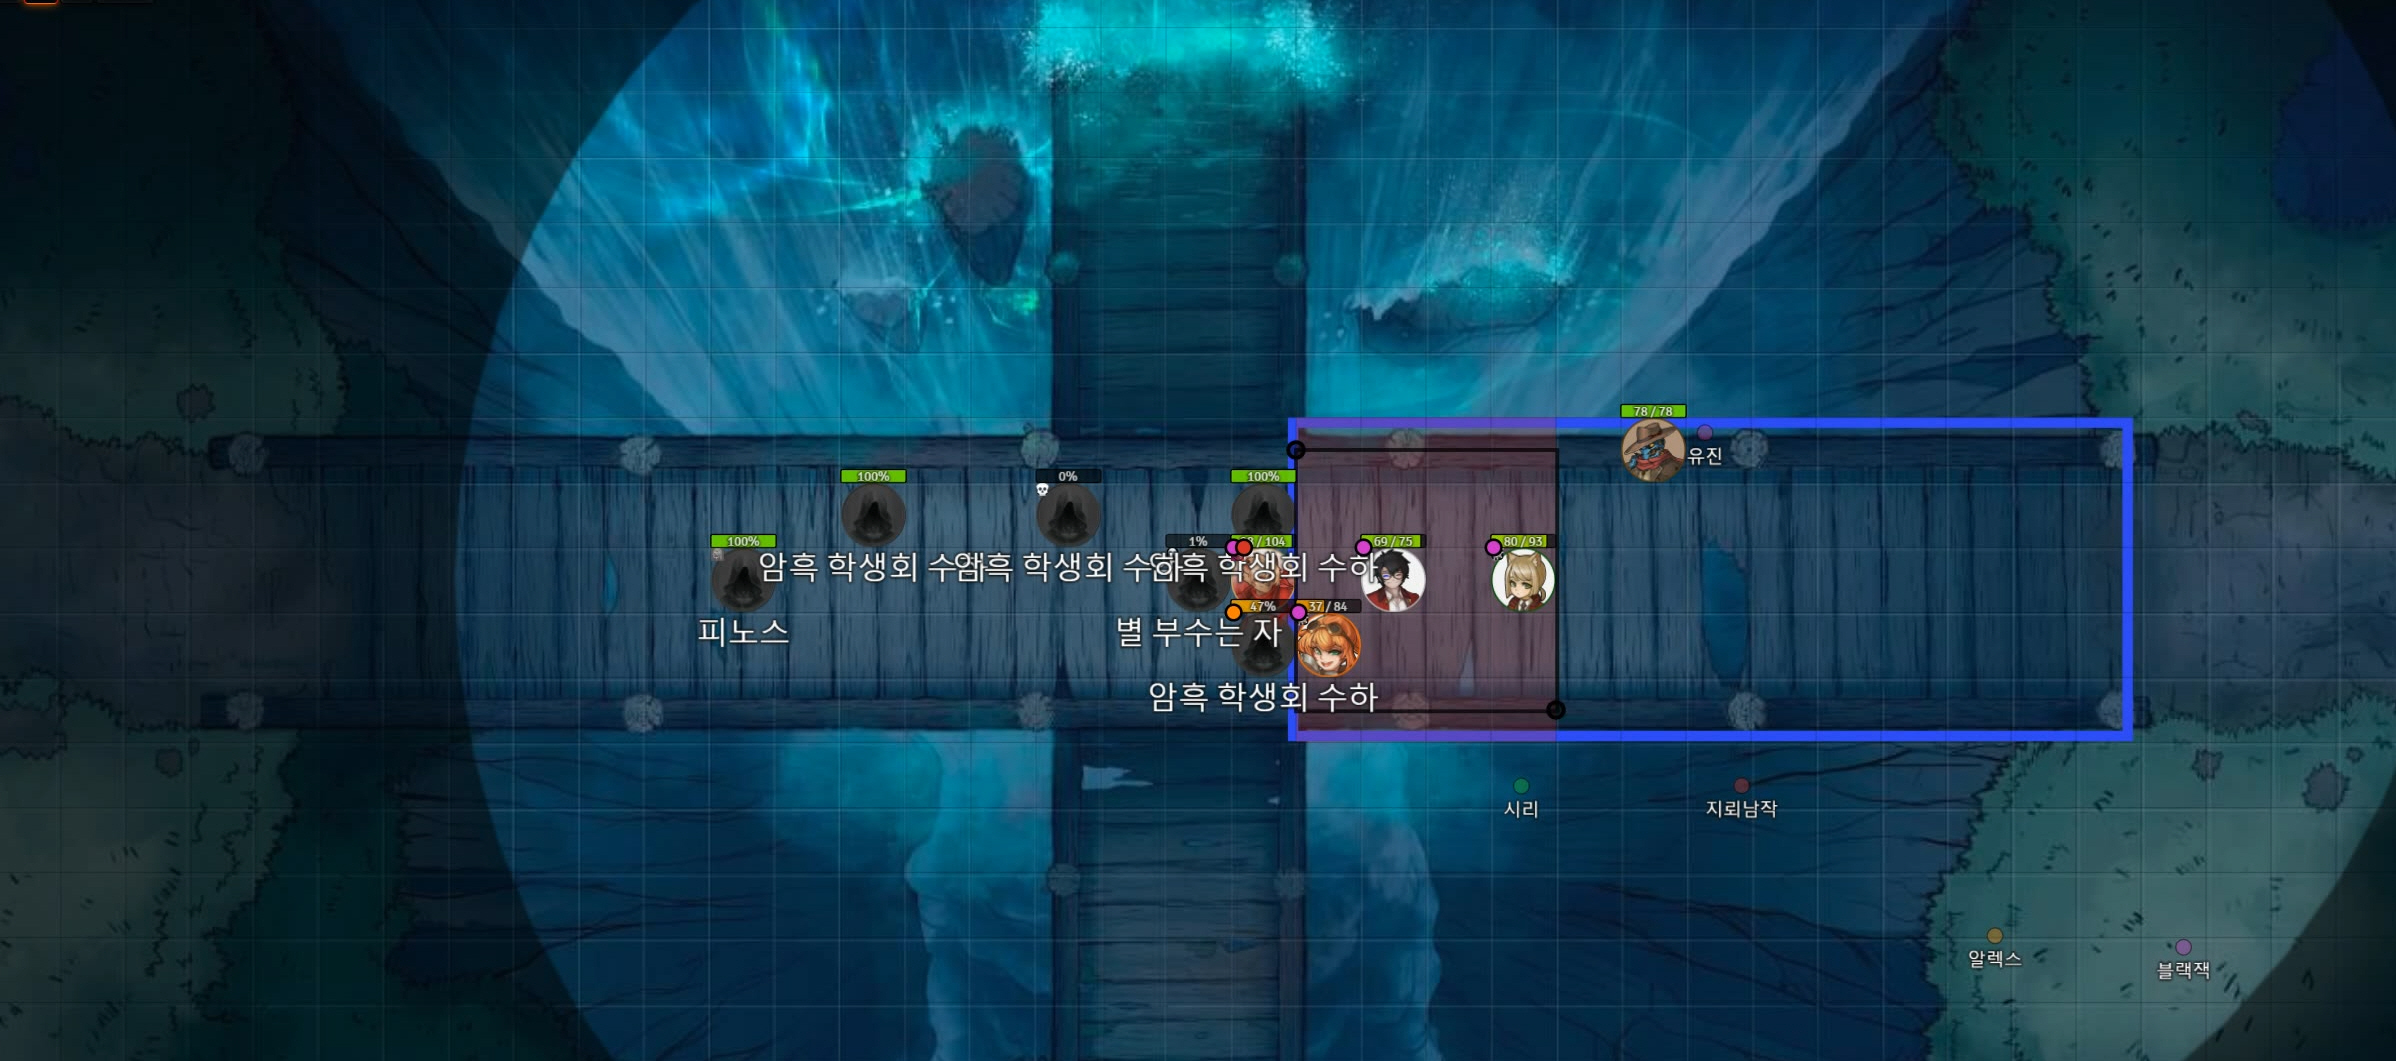 78 / 78
유진
100%
0%
100%
100%
1%
/ 104
69 / 75
80 / 93
암흑 학생회
암흑 학생회 수하
암흑 학생회 수하
47%
37 / 84
피노스
별 부수는 자
암흑 학생회 수하
시리
지뢰남작
알렉스
블랙잭